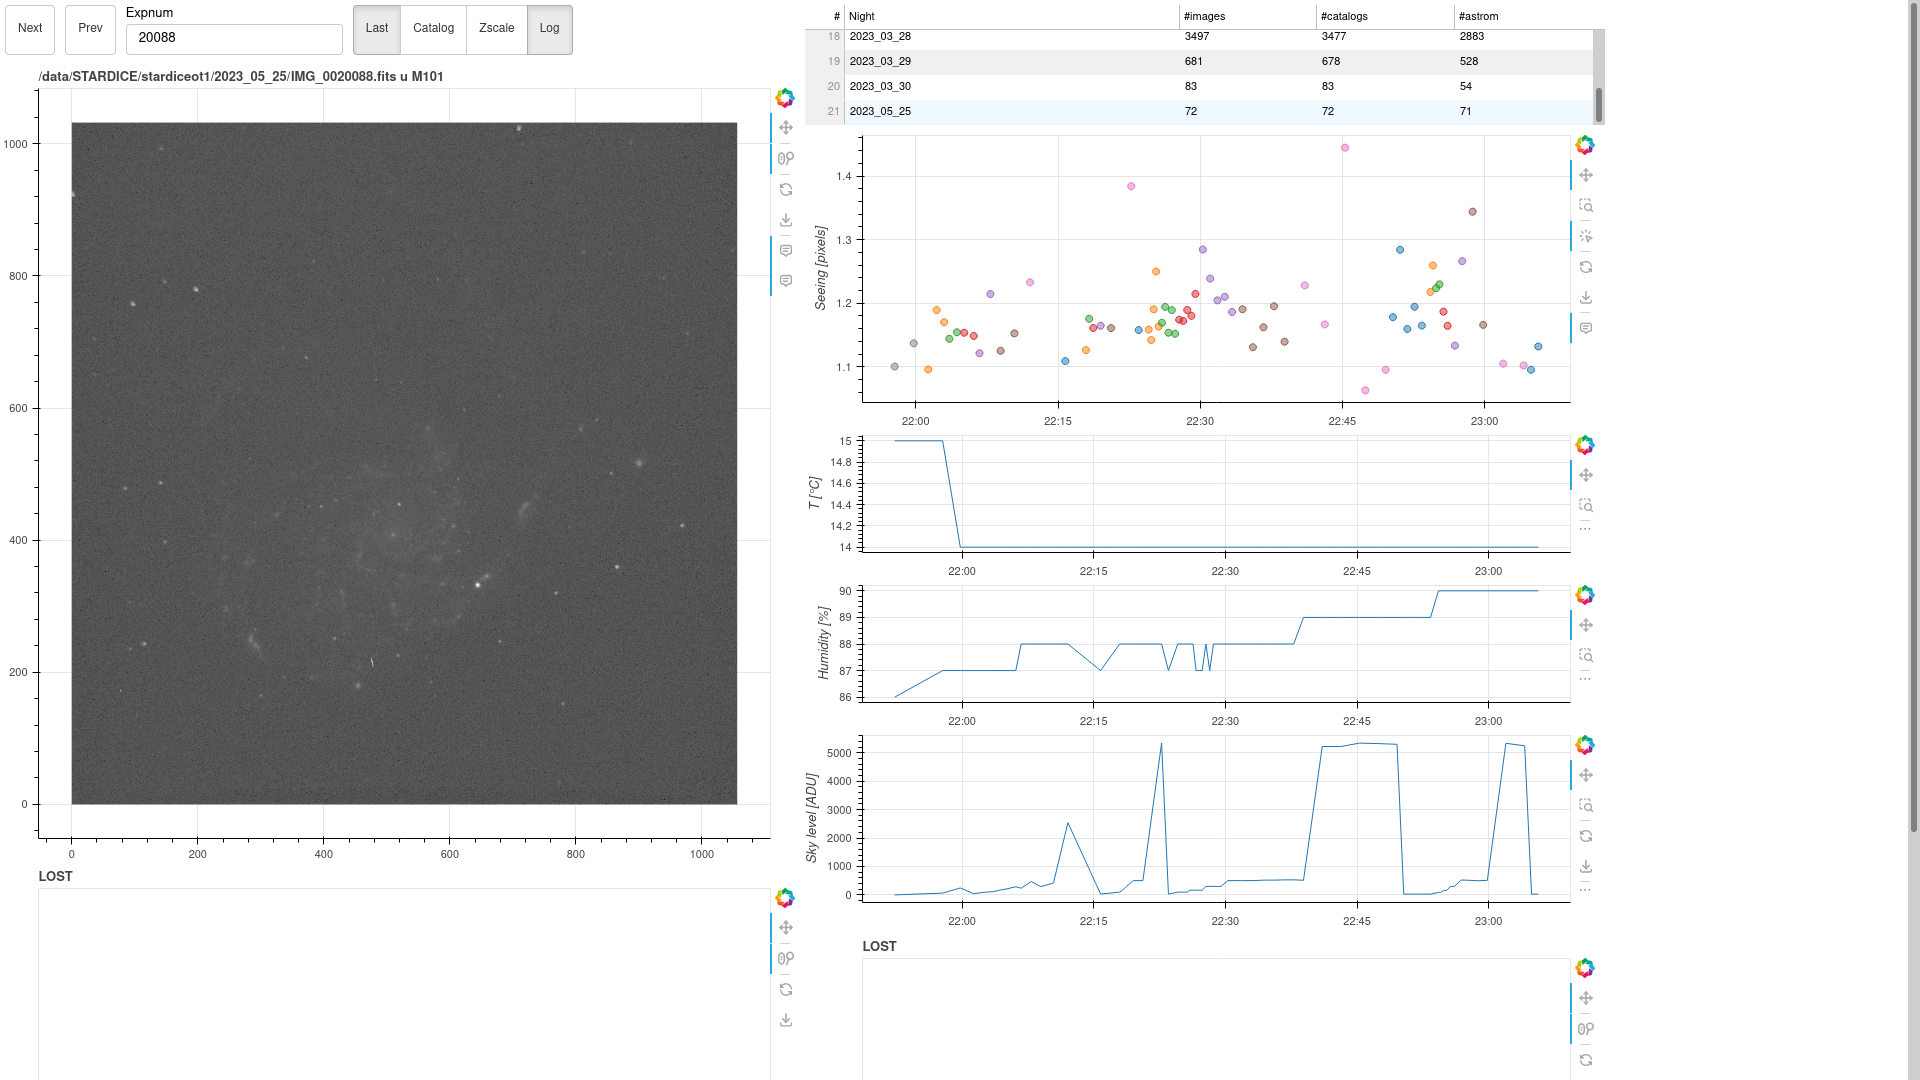 Next
Prev
Expnum
20088
Last
Catalog
Zscale
Log
/data/STARDICE/stardiceot1/2023_05_25/IMG_0020088.fits u M101
1000
800
600
400
200
0
0 200 400 600 800 1000
LOST
# Night #images #catalogs #astrom
18 2023_03_28 3497 3477 2883
19 2023_03_29 681 678 528
20 2023_03_30 83 83 54
21 2023_05_25 72 72 71
Seeing [pixels]
1.4
1.3
1.2
1.1
22:00 22:15 22:30 22:45 23:00
T [°C]
15
14.8
14.6
14.4
14.2
14
22:00 22:15 22:30 22:45 23:00
Humidity [%]
90
89
88
87
86
22:00 22:15 22:30 22:45 23:00
Sky level [ADU]
5000
4000
3000
2000
1000
0
22:00 22:15 22:30 22:45 23:00
LOST